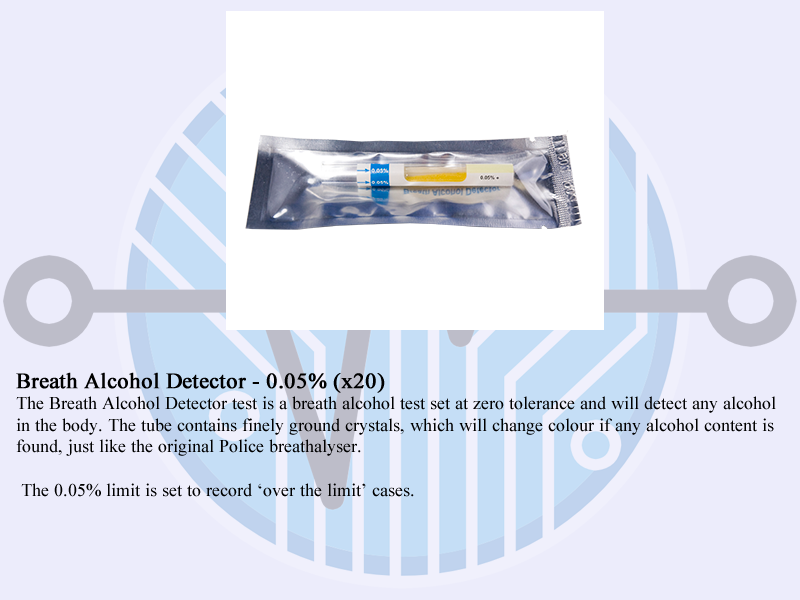 0.05%
0.05%
0.05%
Breath Alcohol Detector
Breath Alcohol Detector - 0.05% (x20)
The Breath Alcohol Detector test is a breath alcohol test set at zero tolerance and will detect any alcohol
in the body. The tube contains finely ground crystals, which will change colour if any alcohol content is
found, just like the original Police breathalyser.
The 0.05% limit is set to record ‘over the limit’ cases.